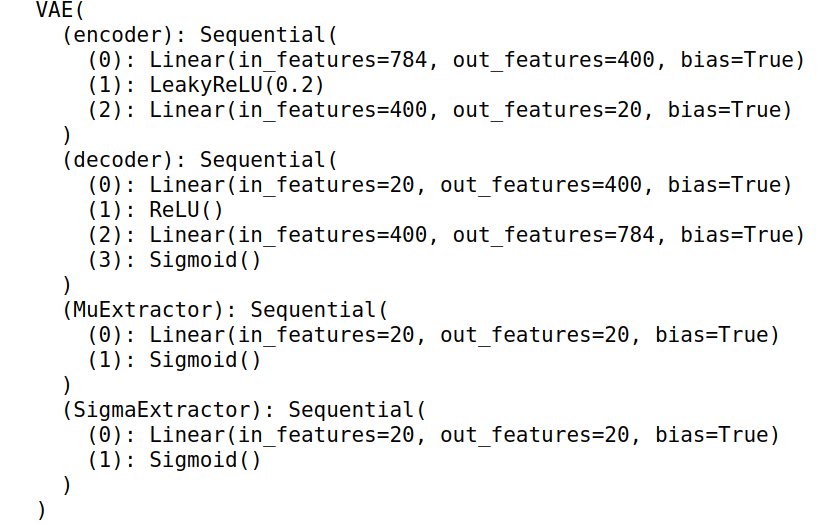 VAE(
  (encoder): Sequential(
    (0): Linear(in_features=784, out_features=400, bias=True)
    (1): LeakyReLU(0.2)
    (2): Linear(in_features=400, out_features=20, bias=True)
  )
  (decoder): Sequential(
    (0): Linear(in_features=20, out_features=400, bias=True)
    (1): ReLU()
    (2): Linear(in_features=400, out_features=784, bias=True)
    (3): Sigmoid()
  )
  (MuExtractor): Sequential(
    (0): Linear(in_features=20, out_features=20, bias=True)
    (1): Sigmoid()
  )
  (SigmaExtractor): Sequential(
    (0): Linear(in_features=20, out_features=20, bias=True)
    (1): Sigmoid()
  )
)